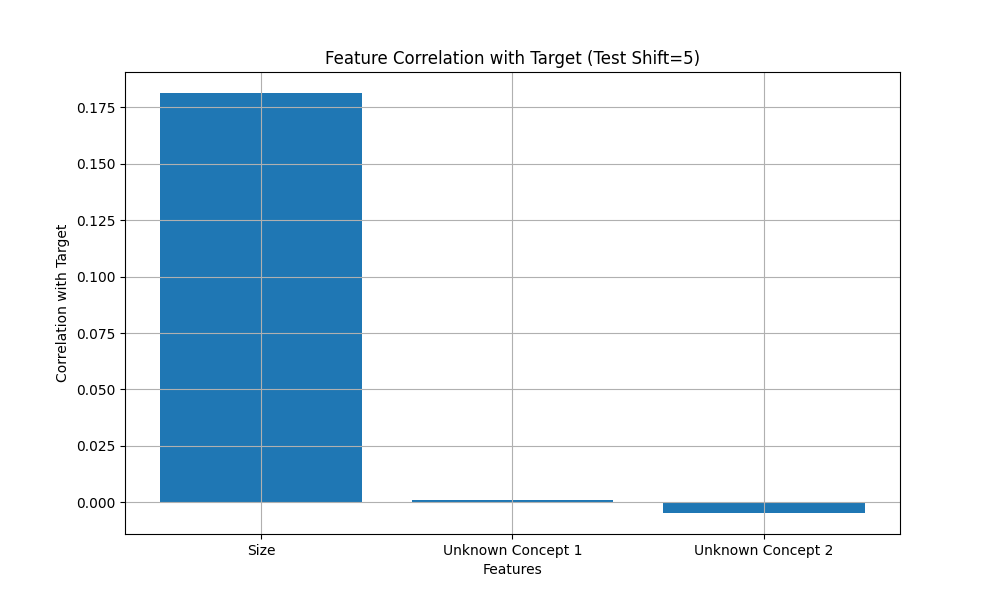 Feature Correlation with Target (Test Shift=5)
Correlation with Target
0.175
0.150
0.125
0.100
0.075
0.050
0.025
0.000
Size
Unknown Concept 1
Unknown Concept 2
Features